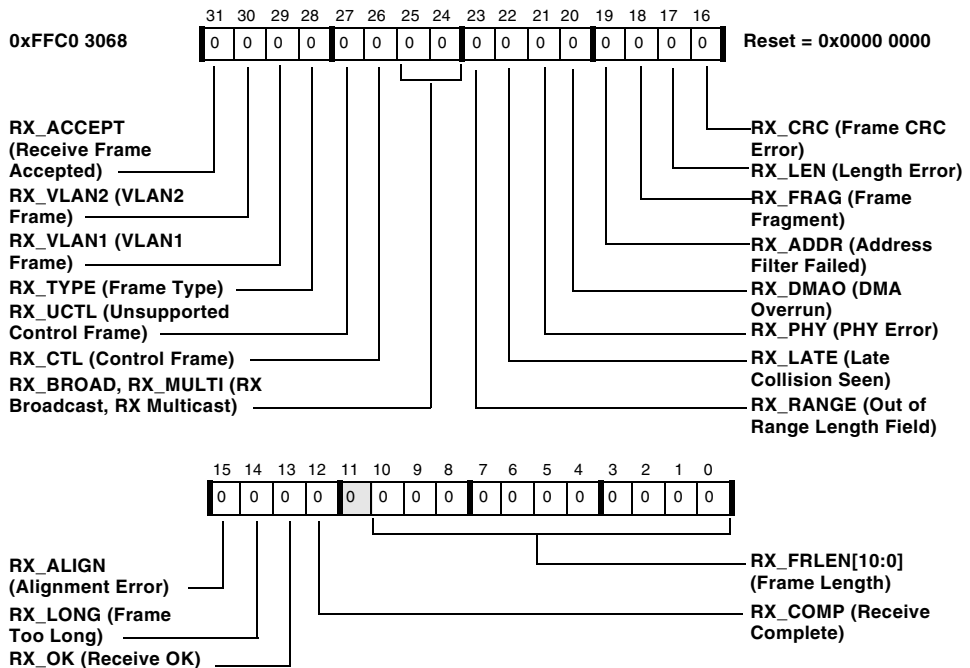 31 30 29 28 27 26 25 24 23 22 21 20 19 18 17 16
0xFFC0 3068
0 0 0 0 0 0 0 0 0 0 0 0 0 0 0 0
Reset = 0x0000 0000
RX_ACCEPT
(Receive Frame
Accepted)
RX_VLAN2 (VLAN2
Frame)
RX_VLAN1 (VLAN1
Frame)
RX_TYPE (Frame Type)
RX_UCTL (Unsupported
Control Frame)
RX_CTL (Control Frame)
RX_BROAD, RX_MULTI (RX
Broadcast, RX Multicast)
RX_CRC (Frame CRC
Error)
RX_LEN (Length Error)
RX_FRAG (Frame
Fragment)
RX_ADDR (Address
Filter Failed)
RX_DMAO (DMA
Overrun)
RX_PHY (PHY Error)
RX_LATE (Late
Collision Seen)
RX_RANGE (Out of
Range Length Field)
15 14 13 12 11 10 9 8 7 6 5 4 3 2 1 0
0 0 0 0 0 0 0 0 0 0 0 0 0 0 0 0
RX_ALIGN
(Alignment Error)
RX_LONG (Frame
Too Long)
RX_OK (Receive OK)
RX_FRLEN[10:0]
(Frame Length)
RX_COMP (Receive
Complete)